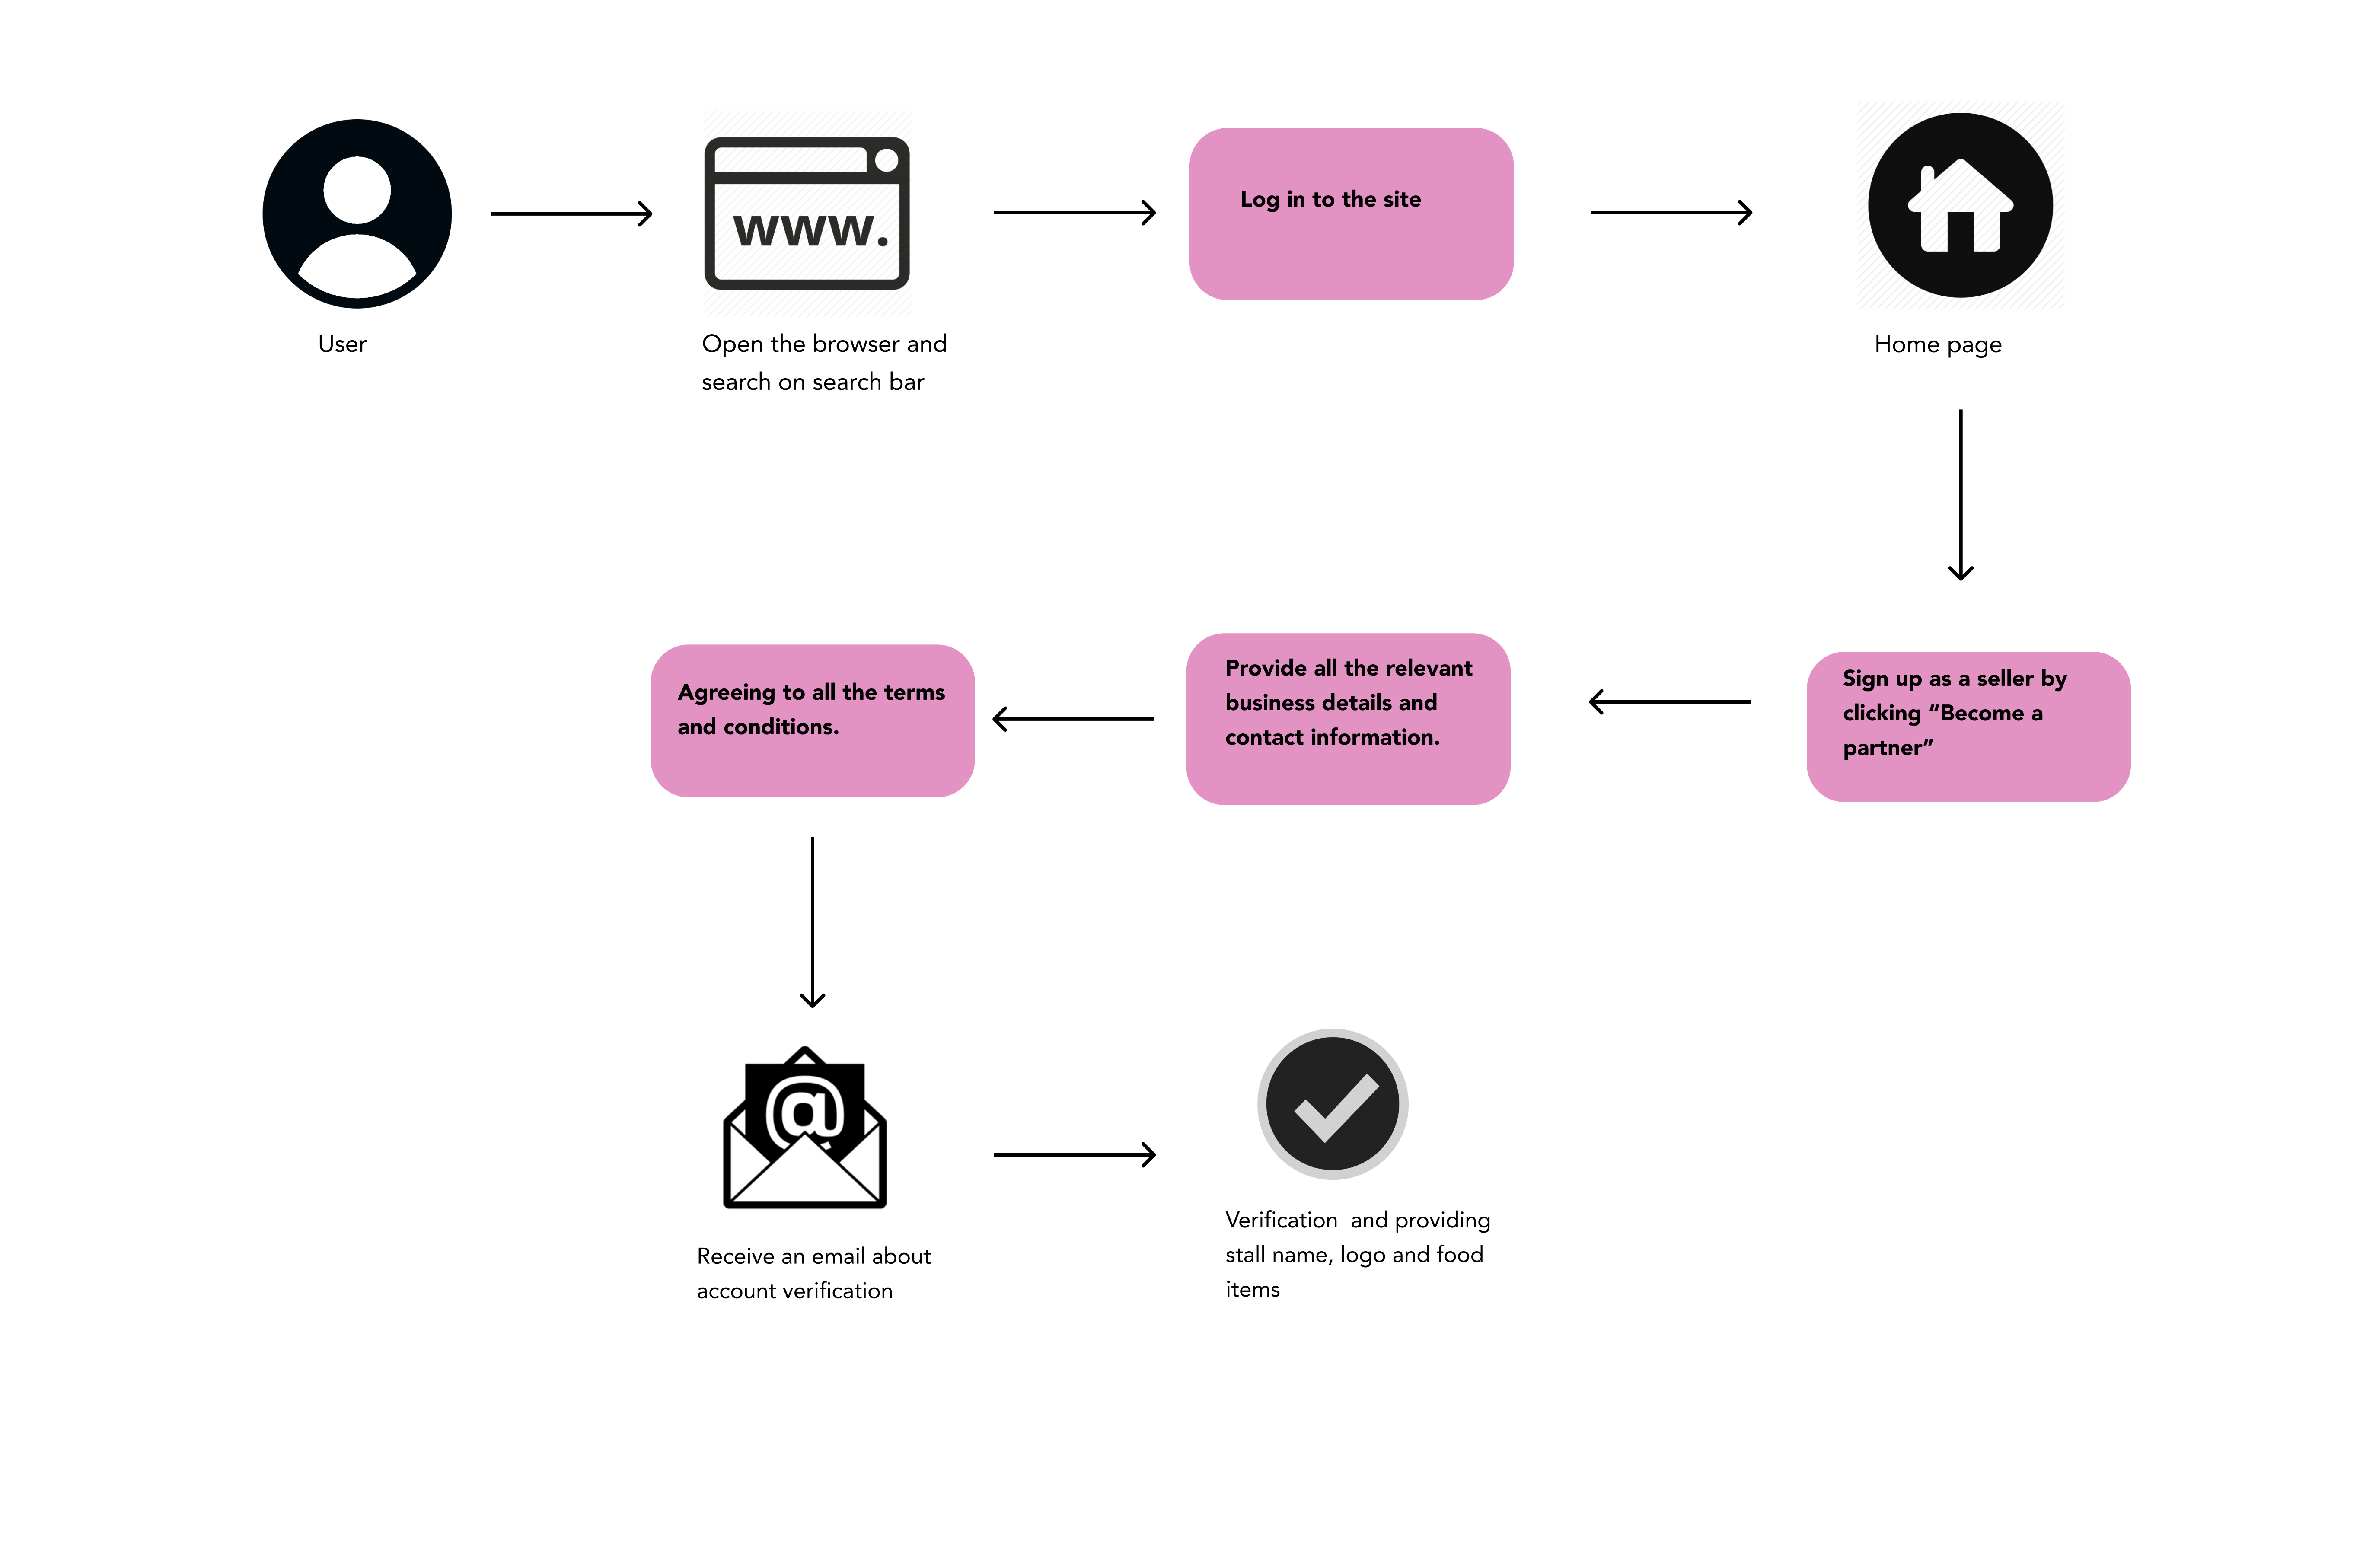 www.
Log in to the site
User
Open the browser and
search on search bar
Home page
Sign up as a seller by
clicking “Become a
partner”
Provide all the relevant
business details and
contact information.
Agreeing to all the terms
and conditions.
@
Receive an email about
account verification
Verification  and providing
stall name, logo and food
items